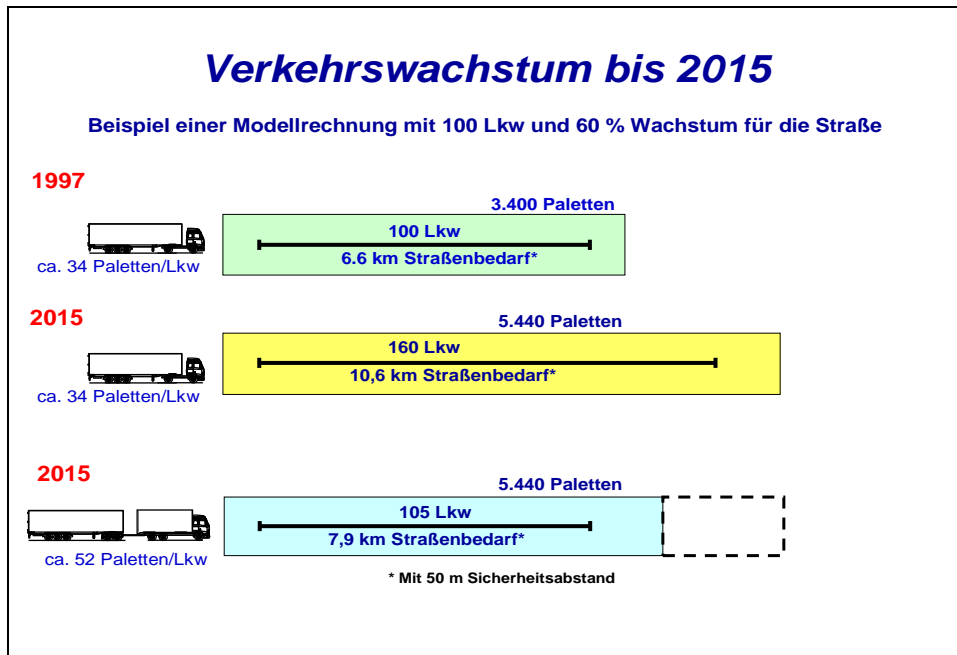 Verkehrswachstum bis 2015
Beispiel einer Modellrechnung mit 100 Lkw und 60 % Wachstum für die Straße
1997
3.400 Paletten
100 Lkw
6.6 km Straßenbedarf*
ca. 34 Paletten/Lkw
2015
5.440 Paletten
160 Lkw
10,6 km Straßenbedarf*
ca. 34 Paletten/Lkw
2015
5.440 Paletten
105 Lkw
7,9 km Straßenbedarf*
ca. 52 Paletten/Lkw
* Mit 50 m Sicherheitsabstand